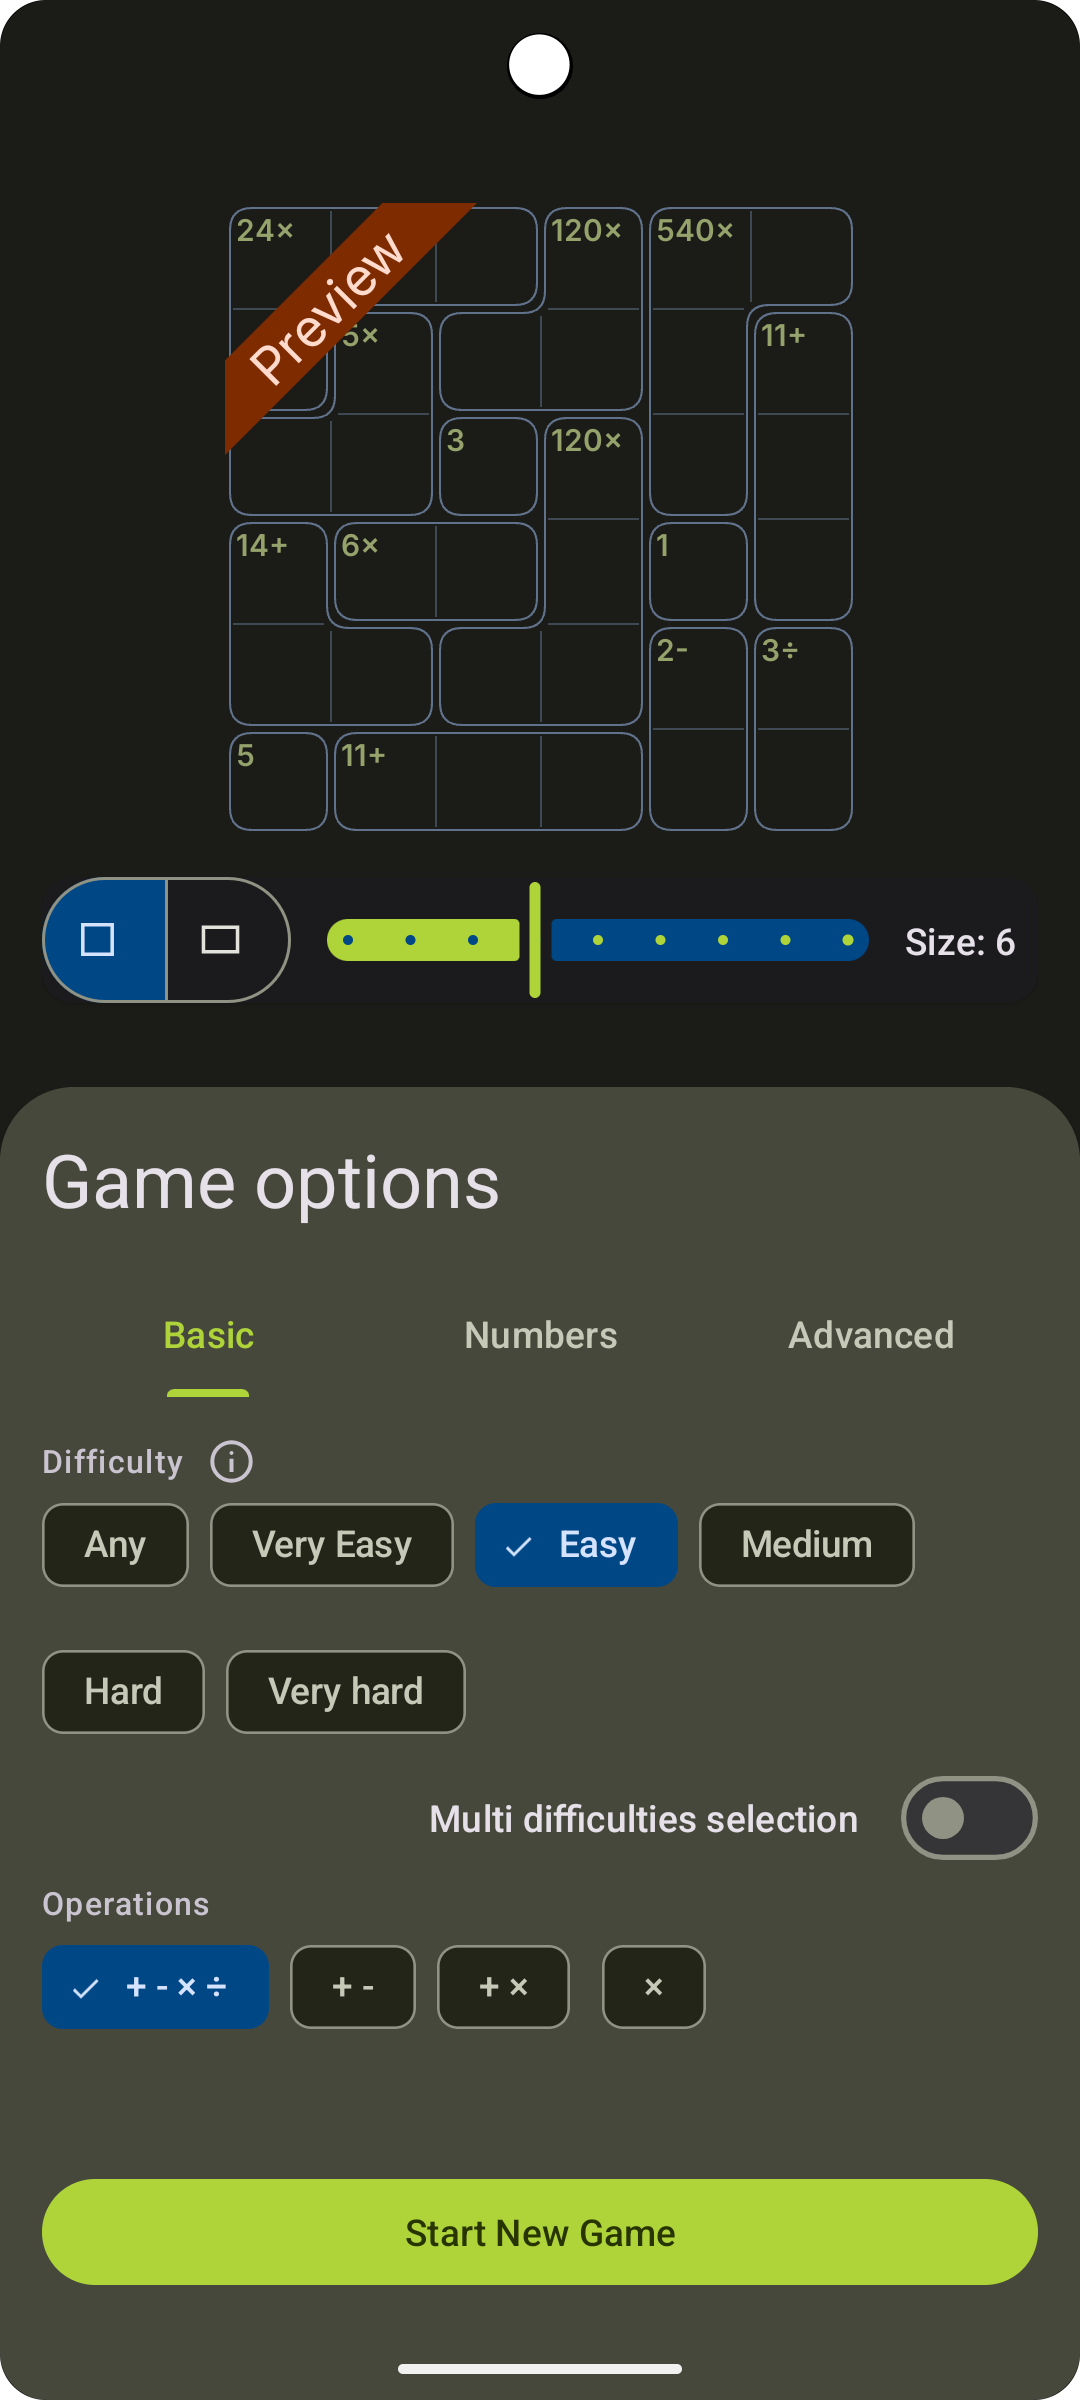 24×
120×
540×
Preview
5×
11+
3
120×
14+
6×
1
2-
3÷
5
11+
Size: 6
Game options
Basic
Numbers
Advanced
Difficulty
Any
Very Easy
Easy
Medium
Hard
Very hard
Multi difficulties selection
Operations
+ - × ÷
+ -
+ ×
×
Start New Game